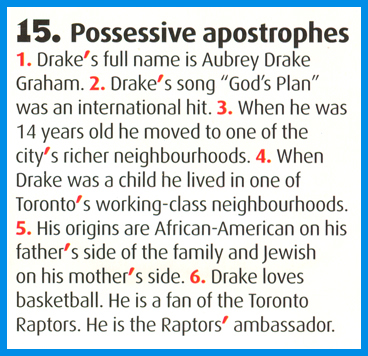 15. Possessive apostrophes
1. Drake's full name is Aubrey Drake
Graham. 2. Drake's song “God's Plan”
was an international hit. 3. When he was
14 years old he moved to one of the
city's richer neighbourhoods. 4. When
Drake was a child he lived in one of
Toronto's working-class neighbourhoods.
5. His origins are African-American on his
father's side of the family and Jewish
on his mother's side. 6. Drake loves
basketball. He is a fan of the Toronto
Raptors. He is the Raptors' ambassador.